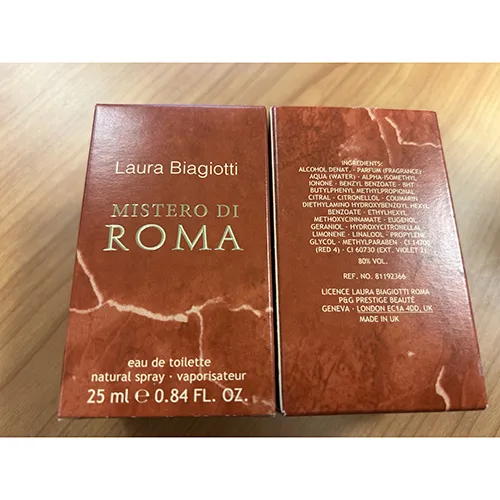 Laura Biagiotti
MISTERO DI
ROMA
eau de toilette
natural spray · vaporisateur
25 ml e 0.84 FL. OZ.
INGREDIENTS:
ALCOHOL DENAT. · PARFUM (FRAGRANCE)
AQUA (WATER) · ALPHA-ISOMETHYL
IONONE · BENZYL BENZOATE · BHT
BUTYLPHENYL METHYLPROPIONAL
CITRAL · CITRONELLOL · COUMARIN
DIETHYLAMINO HYDROXYBENZOYL HEXYL
BENZOATE · ETHYLHEXYL
METHOXYCINNAMATE · EUGENOL
GERANIOL · HYDROXYCITRONELLAL
LIMONENE · LINALOOL · PROPYLENE
GLYCOL · METHYLPARABEN · CI 14700
(RED 4) · CI 60730 (EXT. VIOLET 2)
80% VOL.
REF. NO. 81192366
LICENCE LAURA BIAGIOTTI ROMA
P&G PRESTIGE BEAUTÉ
GENEVA · LONDON EC1A 4DD, UK
MADE IN UK